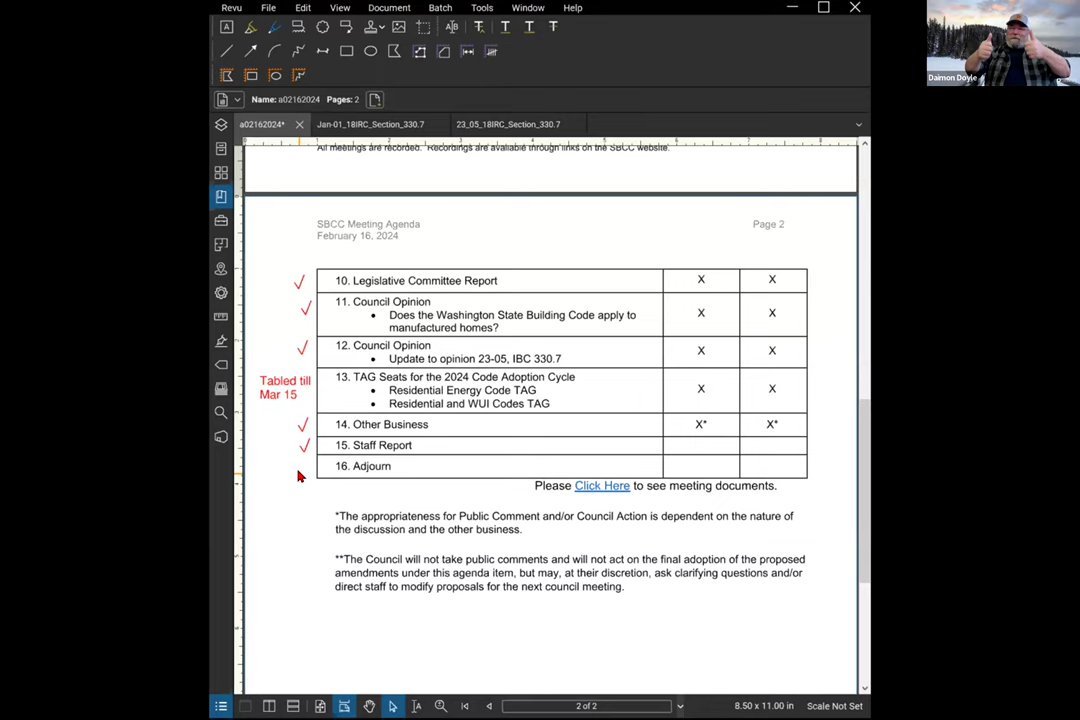 Revu File Edit View Document Batch Tools Window Help
Daimon Doyle
Name: a02162024 Pages: 2
a02162024* Jan-01_18IRC_Section_330.7 23_05_18IRC_Section_330.7
All meetings are recorded. Recordings are available through links on the SBCC website.
SBCC Meeting Agenda Page 2
February 16, 2024
10. Legislative Committee Report X X
11. Council Opinion
• Does the Washington State Building Code apply to X X
manufactured homes?
12. Council Opinion
• Update to opinion 23-05, IBC 330.7 X X
Tabled till
Mar 15
13. TAG Seats for the 2024 Code Adoption Cycle
• Residential Energy Code TAG X X
• Residential and WUI Codes TAG
14. Other Business X* X*
15. Staff Report
16. Adjourn
Please Click Here to see meeting documents.
*The appropriateness for Public Comment and/or Council Action is dependent on the nature of
the discussion and the other business.
**The Council will not take public comments and will not act on the final adoption of the proposed
amendments under this agenda item, but may, at their discretion, ask clarifying questions and/or
direct staff to modify proposals for the next council meeting.
2 of 2 8.50 x 11.00 in Scale Not Set